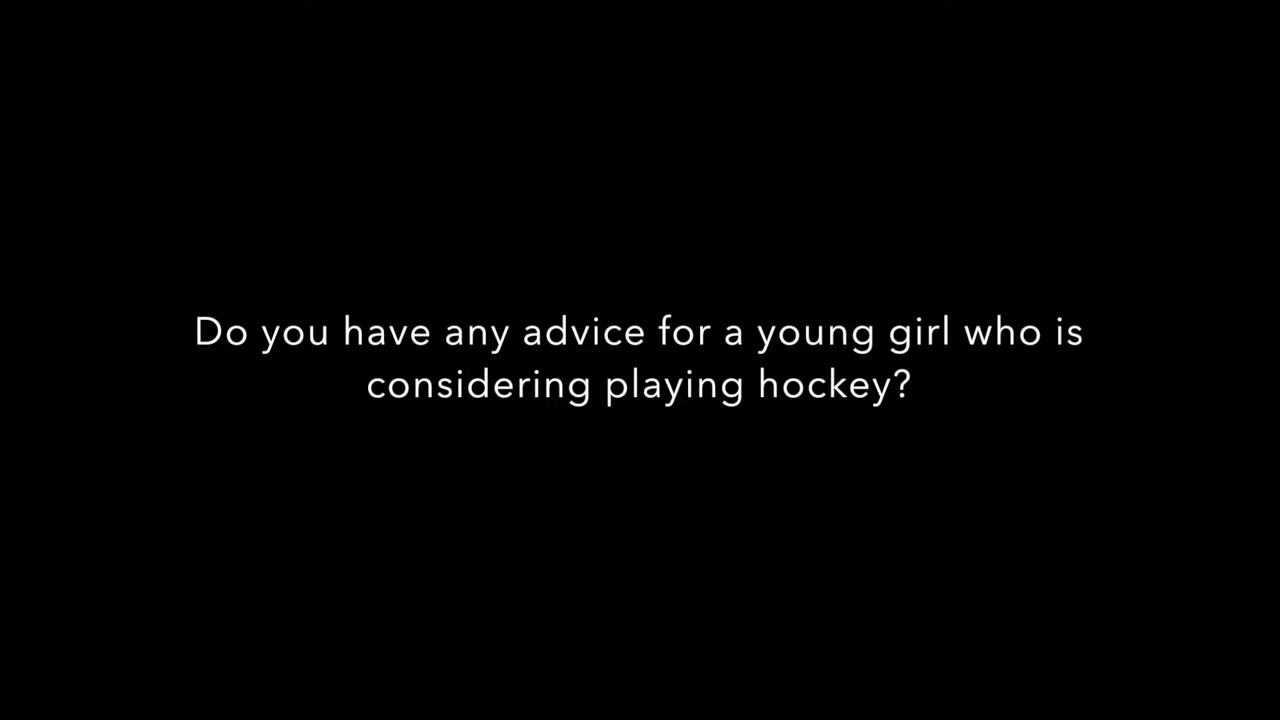 Do you have any advice for a young girl who is
considering playing hockey?